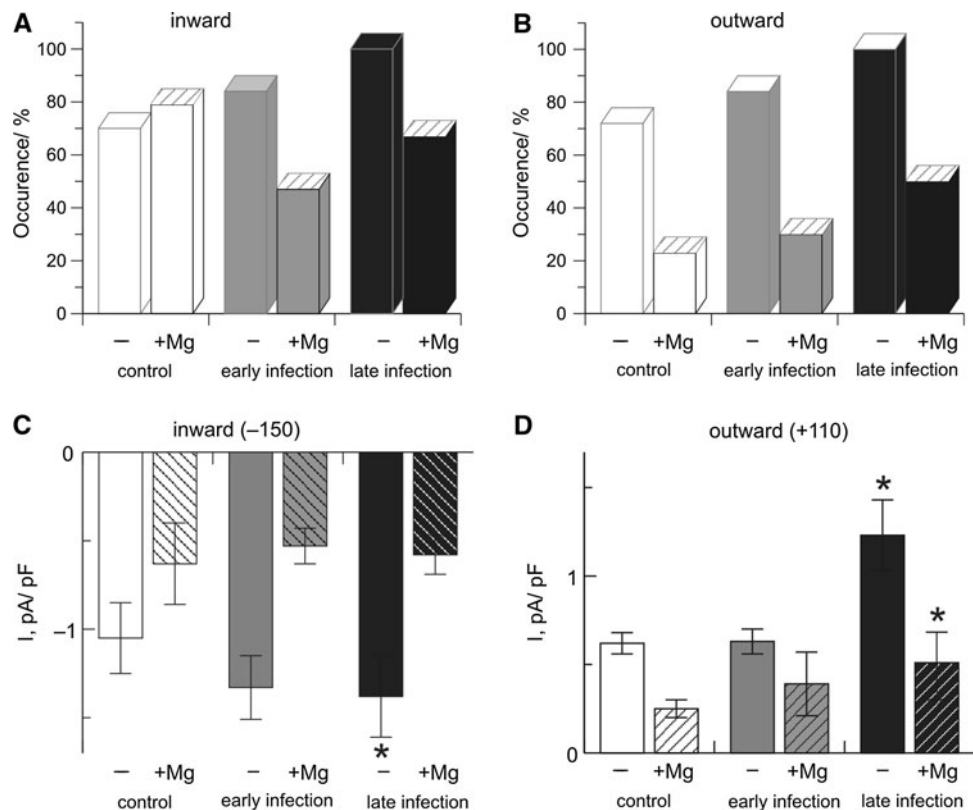 A
inward
Occurence/ %
100
80
60
40
20
0
– +Mg – +Mg – +Mg
control early infection late infection
B
outward
Occurence/ %
100
80
60
40
20
0
– +Mg – +Mg – +Mg
control early infection late infection
C
inward (–150)
I, pA/ pF
0
–1
*
– +Mg – +Mg – +Mg
control early infection late infection
D
outward (+110)
I, pA/ pF
1
0
* *
– +Mg – +Mg – +Mg
control early infection late infection